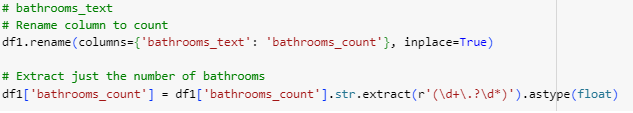 # bathrooms_text
# Rename column to count
df1.rename(columns={'bathrooms_text': 'bathrooms_count'}, inplace=True)
# Extract just the number of bathrooms
df1['bathrooms_count'] = df1['bathrooms_count'].str.extract(r'(\d+\.?\d*)').astype(float)